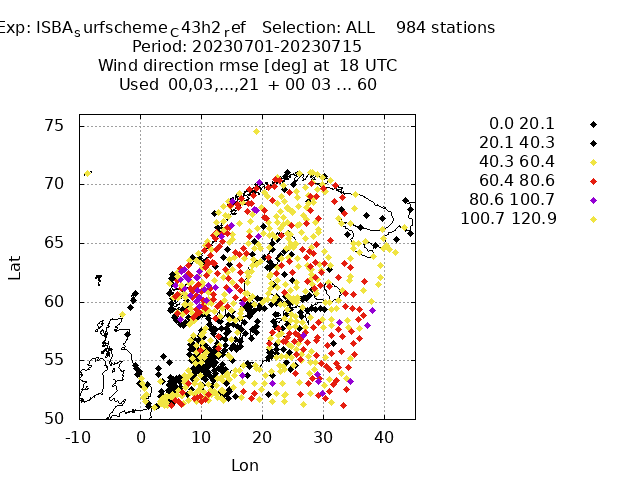 Exp: ISBA_surfscheme_C43h2_ref Selection: ALL 984 stations
Period: 20230701-20230715
Wind direction rmse [deg] at 18 UTC
Used 00,03,...,21 + 00 03 ... 60
0.0 20.1
20.1 40.3
40.3 60.4
60.4 80.6
80.6 100.7
100.7 120.9
75
70
65
60
55
50
Lat
-10 0 10 20 30 40
Lon